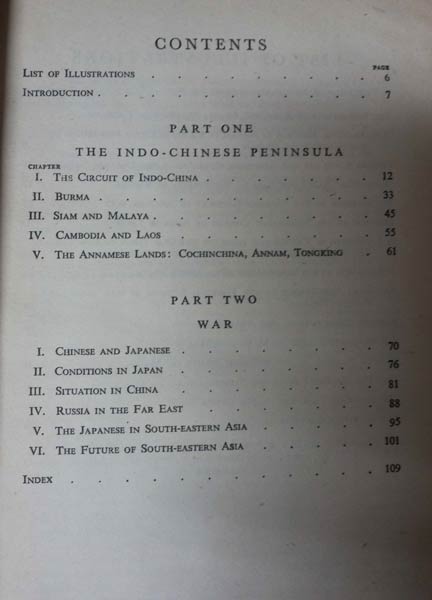 CONTENTS
PAGE
LIST OF ILLUSTRATIONS . . . . . . . . . 6
INTRODUCTION . . . . . . . . . . 7
PART ONE
THE INDO-CHINESE PENINSULA
CHAPTER
I. THE CIRCUIT OF INDO-CHINA . . . . . . 12
II. BURMA . . . . . . . . . 33
III. SIAM AND MALAYA . . . . . . . . 45
IV. CAMBODIA AND LAOS . . . . . . . 55
V. THE ANNAMESE LANDS: COCHINCHINA, ANNAM, TONGKING . 61
PART TWO
WAR
I. CHINESE AND JAPANESE . . . . . . . 70
II. CONDITIONS IN JAPAN . . . . . . . 76
III. SITUATION IN CHINA . . . . . . . 81
IV. RUSSIA IN THE FAR EAST . . . . . . 88
V. THE JAPANESE IN SOUTH-EASTERN ASIA . . . . 95
VI. THE FUTURE OF SOUTH-EASTERN ASIA . . . . 101
INDEX . . . . . . . . . . . 109